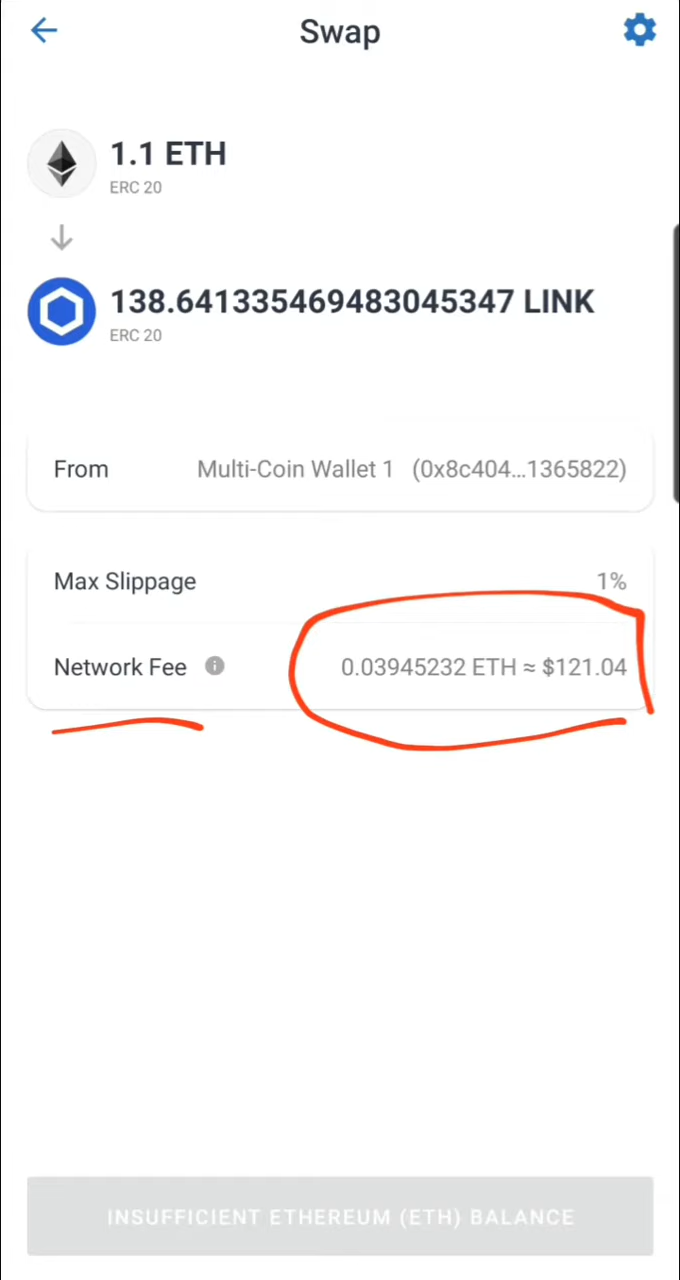 Swap
1.1 ETH
ERC 20
138.641335469483045347 LINK
ERC 20
From Multi-Coin Wallet 1 (0x8c404...1365822)
Max Slippage 1%
Network Fee 0.03945232 ETH ≈ $121.04
INSUFFICIENT ETHEREUM (ETH) BALANCE